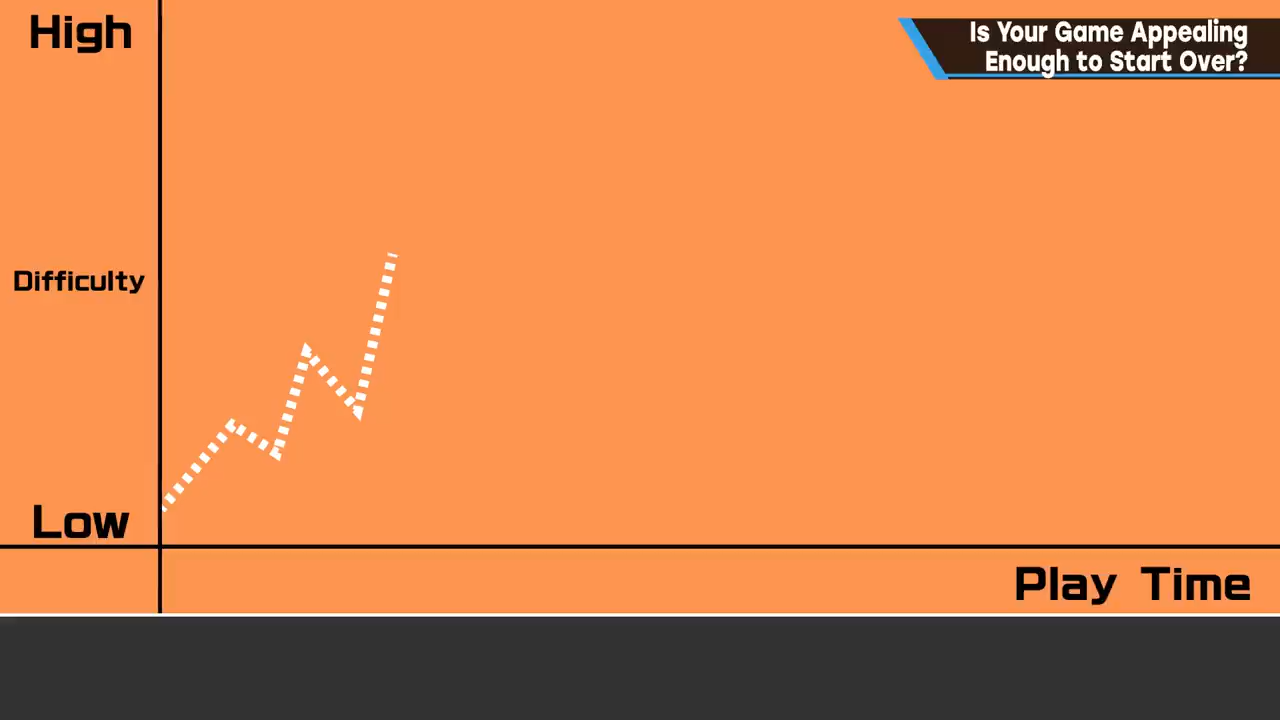 High
Is Your Game Appealing
Enough to Start Over?
Difficulty
Low
Play Time